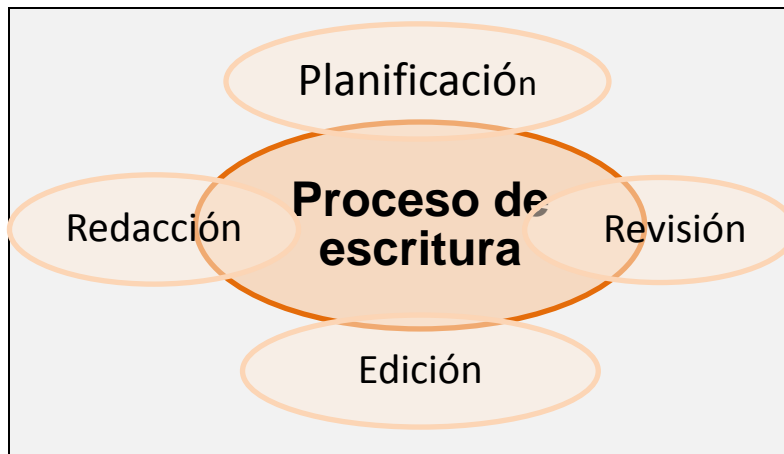 Planificación
Proceso de
escritura
Redacción
Revisión
Edición